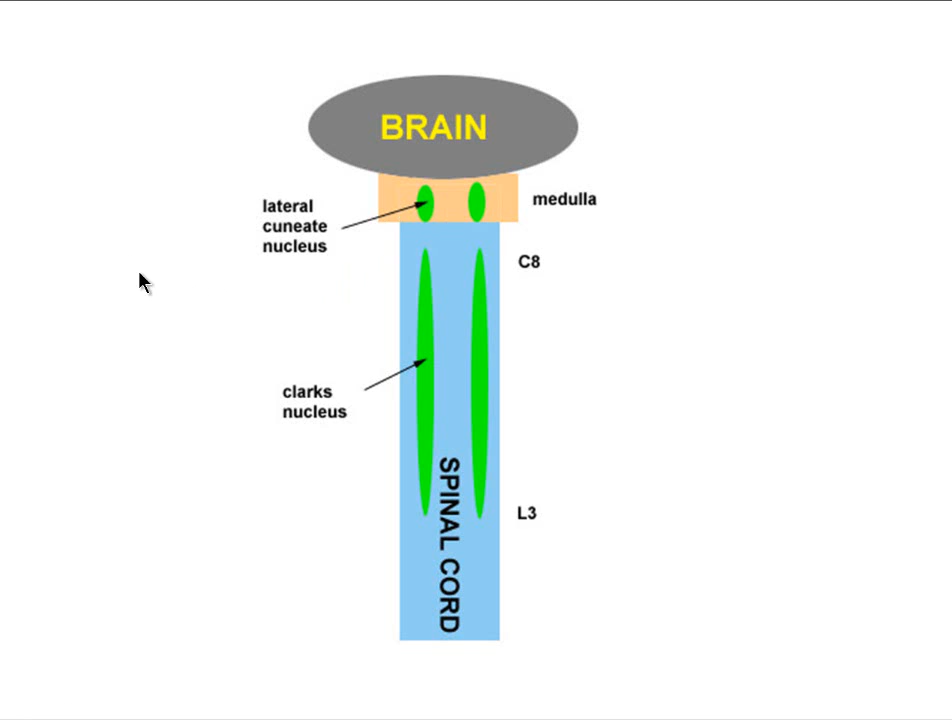 BRAIN
lateral
cuneate
nucleus
medulla
C8
clarks
nucleus
SPINAL CORD
L3